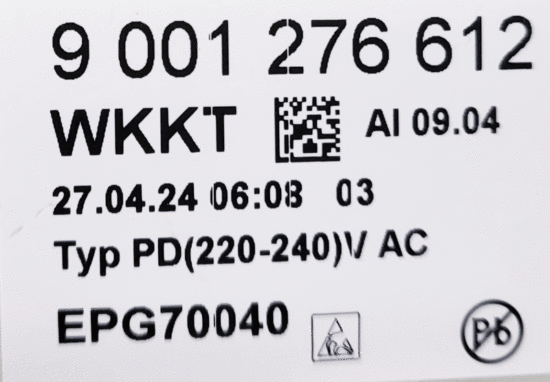 9 001 276 612
WKKT AI 09.04
27.04.24 06:08 03
Typ PD(220-240)V AC
EPG70040
Pb